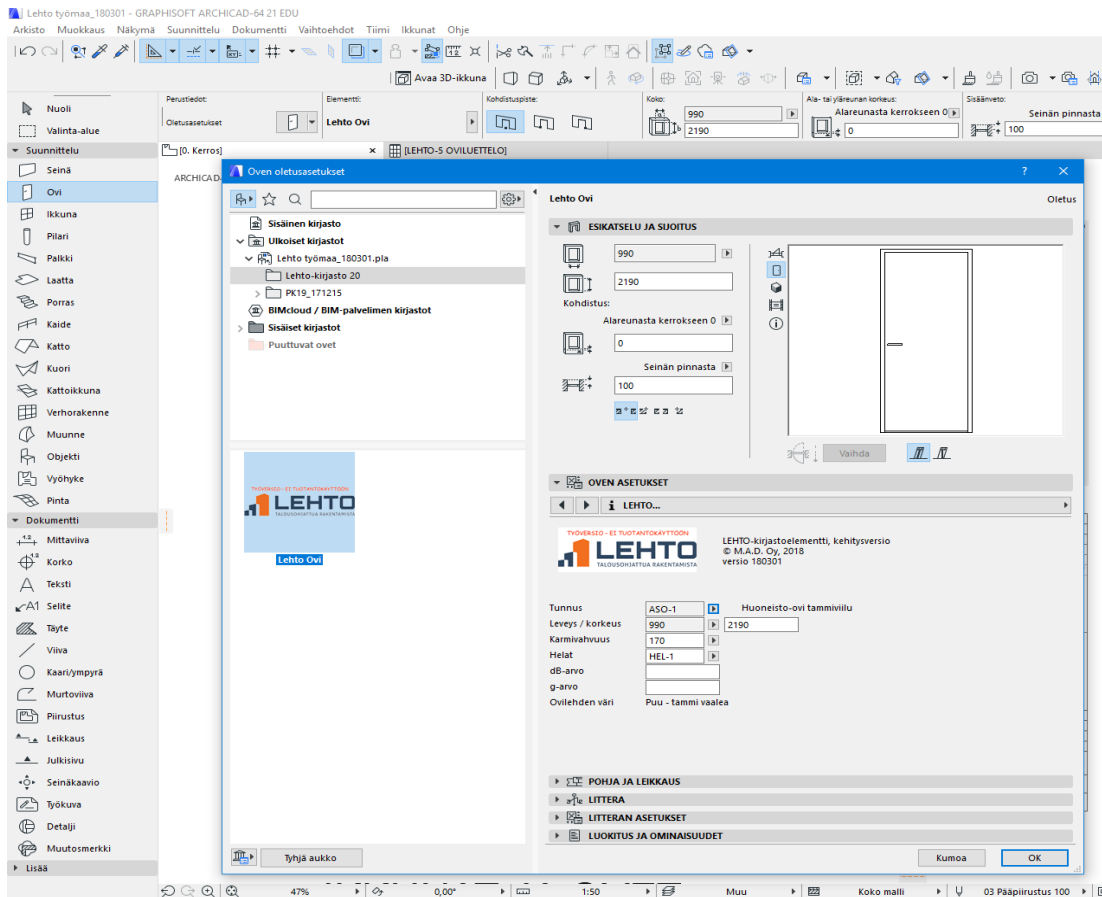 Lehto työmaa_180301 - GRAPHISOFT ARCHICAD-64 21 EDU
Arkisto Muokkaus Näkymä Suunnittelu Dokumentti Vaihtoehdot Tiimi Ikkunat Ohje
Avaa 3D-ikkuna
Perustiedot: Elementti: Kohdistuspiste: Koko: Ala- tai yläreunan korkeus: Sisäänveto:
Oletusasetukset Lehto Ovi 990 Alareunasta kerrokseen 0 Seinän pinnasta
2190 0 100
Nuoli
Valinta-alue
Suunnittelu
[0. Kerros] [LEHTO-5 OVILUETTELO]
Seinä
Ovi
Ikkuna
Pilari
Palkki
Laatta
Porras
Kaide
Katto
Kuori
Kattoikkuna
Verhorakenne
Muunne
Objekti
Vyöhyke
Pinta
Dokumentti
Mittaviiva
Korko
Teksti
A1 Selite
Täyte
Viiva
Kaari/ympyrä
Murtoviiva
Piirustus
Leikkaus
Julkisivu
Seinäkaavio
Työkuva
Detalji
Muutosmerkki
Lisää
ARCHICAD
Oven oletusasetukset
Sisäinen kirjasto
Ulkoiset kirjastot
Lehto työmaa_180301.pla
Lehto-kirjasto 20
PK19_171215
BIMcloud / BIM-palvelimen kirjastot
Sisäiset kirjastot
Puuttuvat ovet
TYÖVERSIO - EI TUOTANTOKÄYTTÖÖN
LEHTO
TALOUSOHJATTUA RAKENTAMISTA
Lehto Ovi
Tyhjä aukko
Lehto Ovi Oletus
ESIKATSELU JA SIJOITUS
990
2190
Kohdistus:
Alareunasta kerrokseen 0
0
Seinän pinnasta
100
Vaihda
OVEN ASETUKSET
LEHTO...
TYÖVERSIO - EI TUOTANTOKÄYTTÖÖN
LEHTO
TALOUSOHJATTUA RAKENTAMISTA
LEHTO-kirjastoelementti, kehitysversio
© M.A.D. Oy, 2018
versio 180301
Tunnus ASO-1 Huoneisto-ovi tammiviilu
Leveys / korkeus 990 2190
Karmivahvuus 170
Helat HEL-1
dB-arvo
g-arvo
Ovilehden väri Puu - tammi vaalea
POHJA JA LEIKKAUS
LITTERA
LITTERAN ASETUKSET
LUOKITUS JA OMINAISUUDET
Kumoa OK
47% 0,00° 1:50 Muu Koko malli 03 Pääpiirustus 100